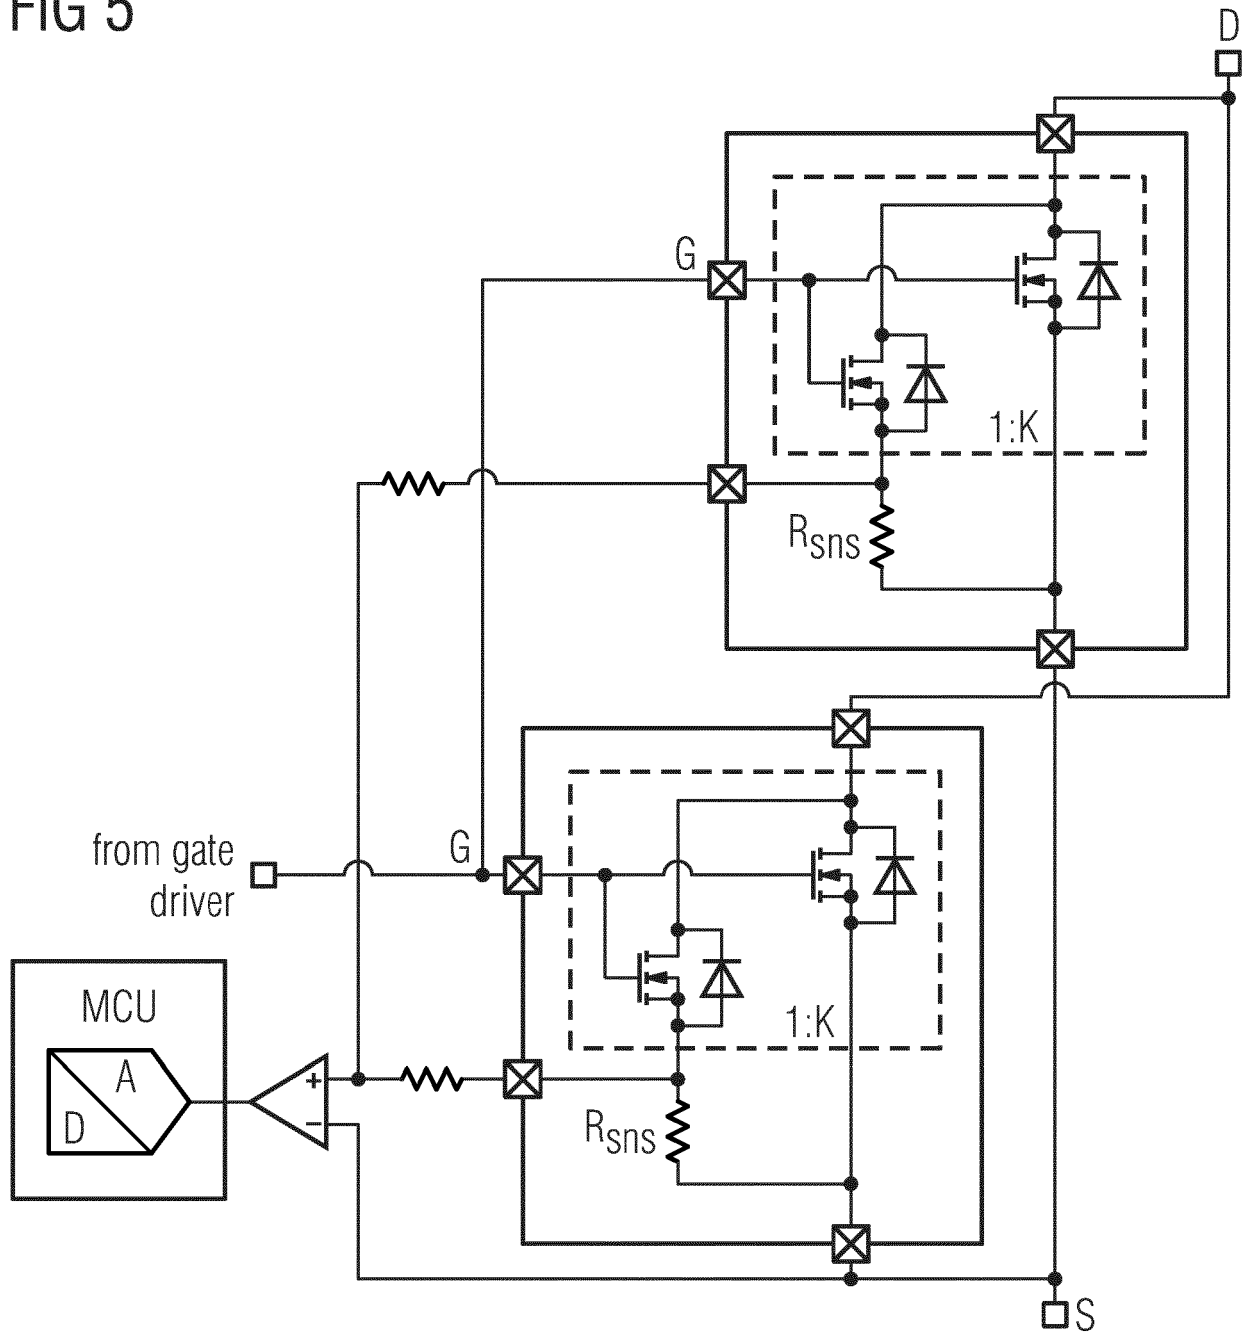 FIG 5
D
G
1:K
Rsns
from gate
driver
G
1:K
MCU
A
D
+
−
Rsns
S